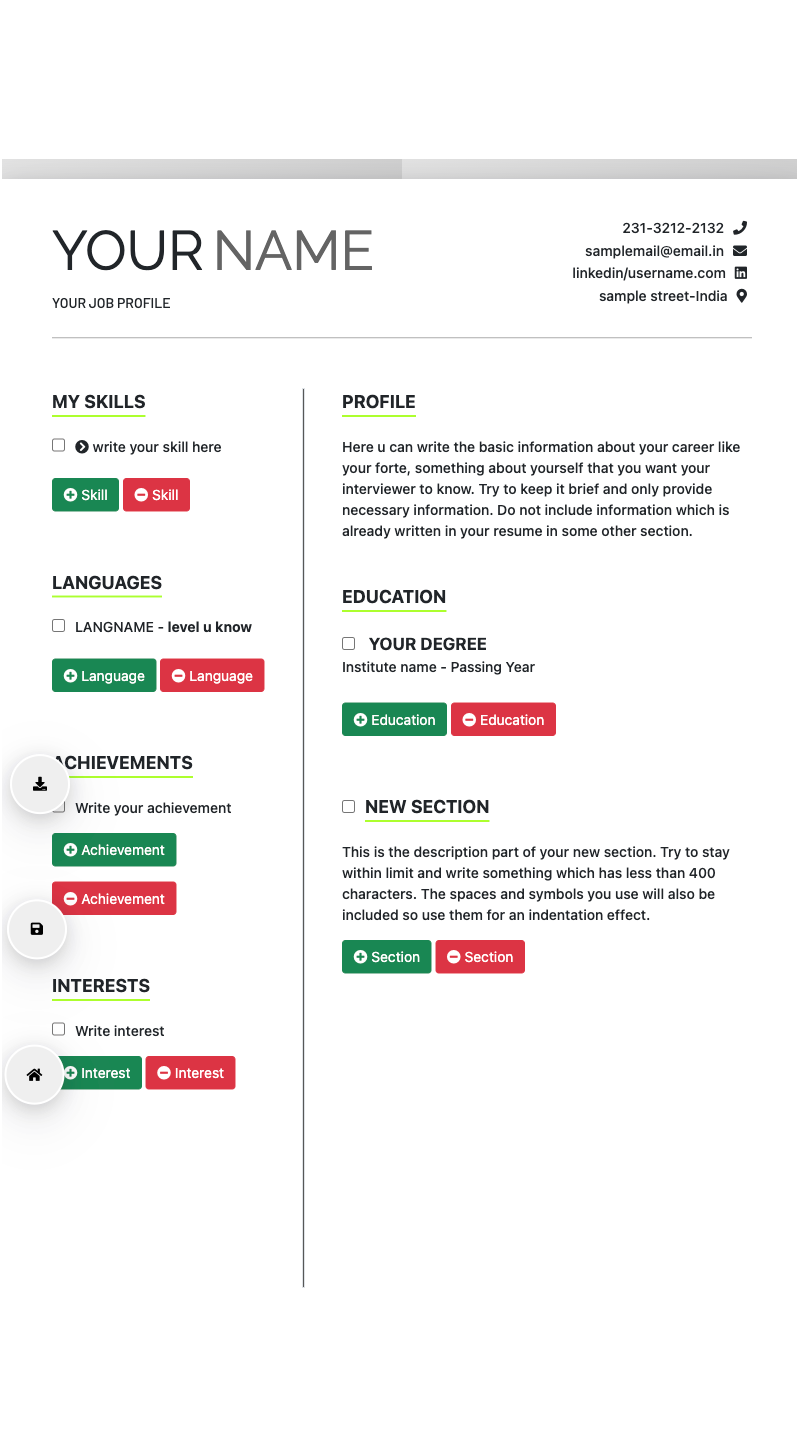 YOUR NAME
YOUR JOB PROFILE
231-3212-2132
samplemail@email.in
linkedin/username.com
sample street-India
MY SKILLS
write your skill here
Skill Skill
LANGUAGES
LANGNAME - level u know
Language Language
ACHIEVEMENTS
Write your achievement
Achievement
Achievement
INTERESTS
Write interest
Interest Interest
PROFILE
Here u can write the basic information about your career like
your forte, something about yourself that you want your
interviewer to know. Try to keep it brief and only provide
necessary information. Do not include information which is
already written in your resume in some other section.
EDUCATION
YOUR DEGREE
Institute name - Passing Year
Education Education
NEW SECTION
This is the description part of your new section. Try to stay
within limit and write something which has less than 400
characters. The spaces and symbols you use will also be
included so use them for an indentation effect.
Section Section